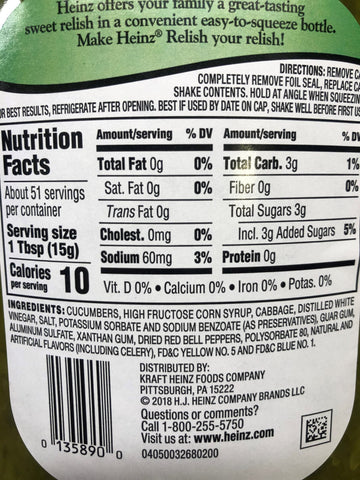 Heinz offers your family a great-tasting
sweet relish in a convenient easy-to-squeeze bottle.
Make Heinz® Relish your relish!
DIRECTIONS: REMOVE
COMPLETELY REMOVE FOIL SEAL, REPLACE
SHAKE CONTENTS. HOLD AT ANGLE WHEN
BEST RESULTS, REFRIGERATE AFTER OPENING. BEST IF USED BY DATE ON CAP, SHAKE WELL BEFORE FIRST
Nutrition
Facts
About 51 servings
per container
Serving size
1 Tbsp (15g)
Calories
per serving
10
Amount/serving % DV
Total Fat 0g 0%
Sat. Fat 0g 0%
Trans Fat 0g
Cholest. 0mg 0%
Sodium 60mg 3%
Amount/serving %
Total Carb. 3g 1%
Fiber 0g 0%
Total Sugars 3g
Incl. 3g Added Sugars 5%
Protein 0g
Vit. D 0% • Calcium 0% • Iron 0% • Potas. 0%
INGREDIENTS: CUCUMBERS, HIGH FRUCTOSE CORN SYRUP, CABBAGE, DISTILLED WHITE
VINEGAR, SALT, POTASSIUM SORBATE AND SODIUM BENZOATE (AS PRESERVATIVES), GUAR GUM,
ALUMINUM SULFATE, XANTHAN GUM, DRIED RED BELL PEPPERS, POLYSORBATE 80, NATURAL AND
ARTIFICIAL FLAVORS (INCLUDING CELERY), FD&C YELLOW NO. 5 AND FD&C BLUE NO. 1.
DISTRIBUTED BY:
KRAFT HEINZ FOODS COMPANY
PITTSBURGH, PA 15222
© 2018 H.J. HEINZ COMPANY BRANDS LLC
Questions or comments?
Call 1-800-255-5750
Visit us at: www.heinz.com
04050032680200
0 135890 0